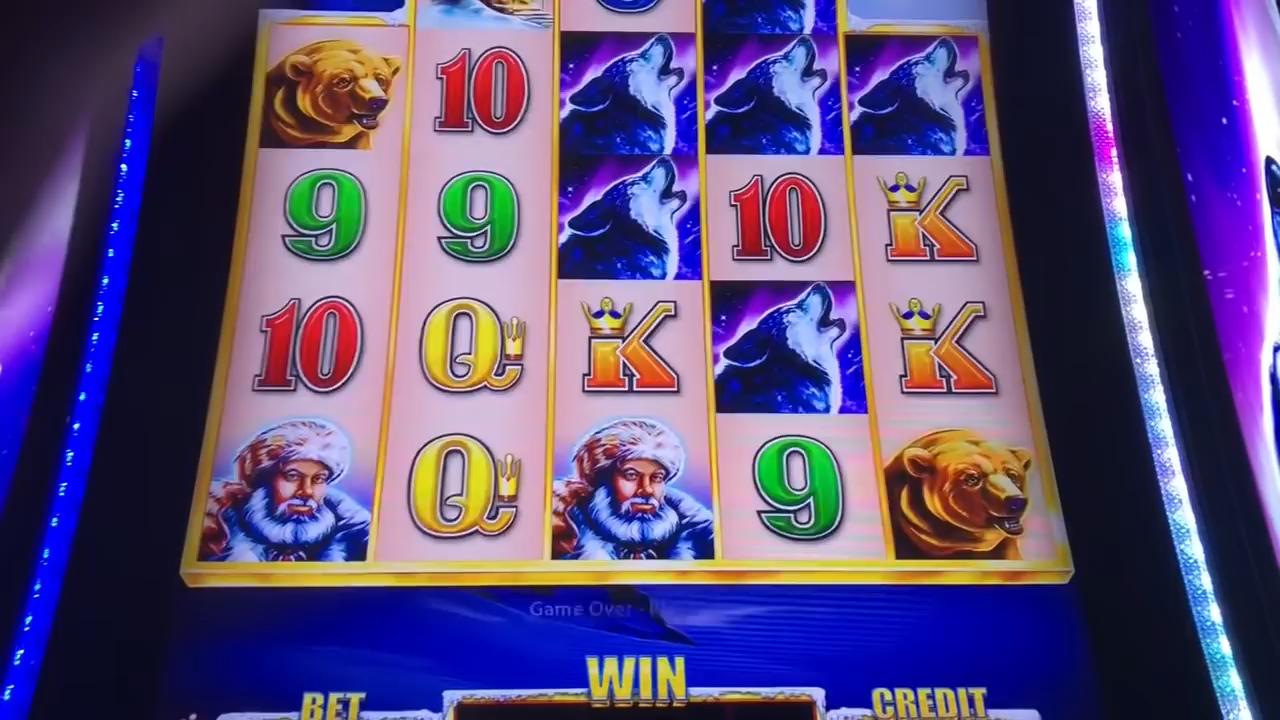 10
9 9 10 K
10 Q K K
Q 9
Game Over -
WIN
BET CREDIT